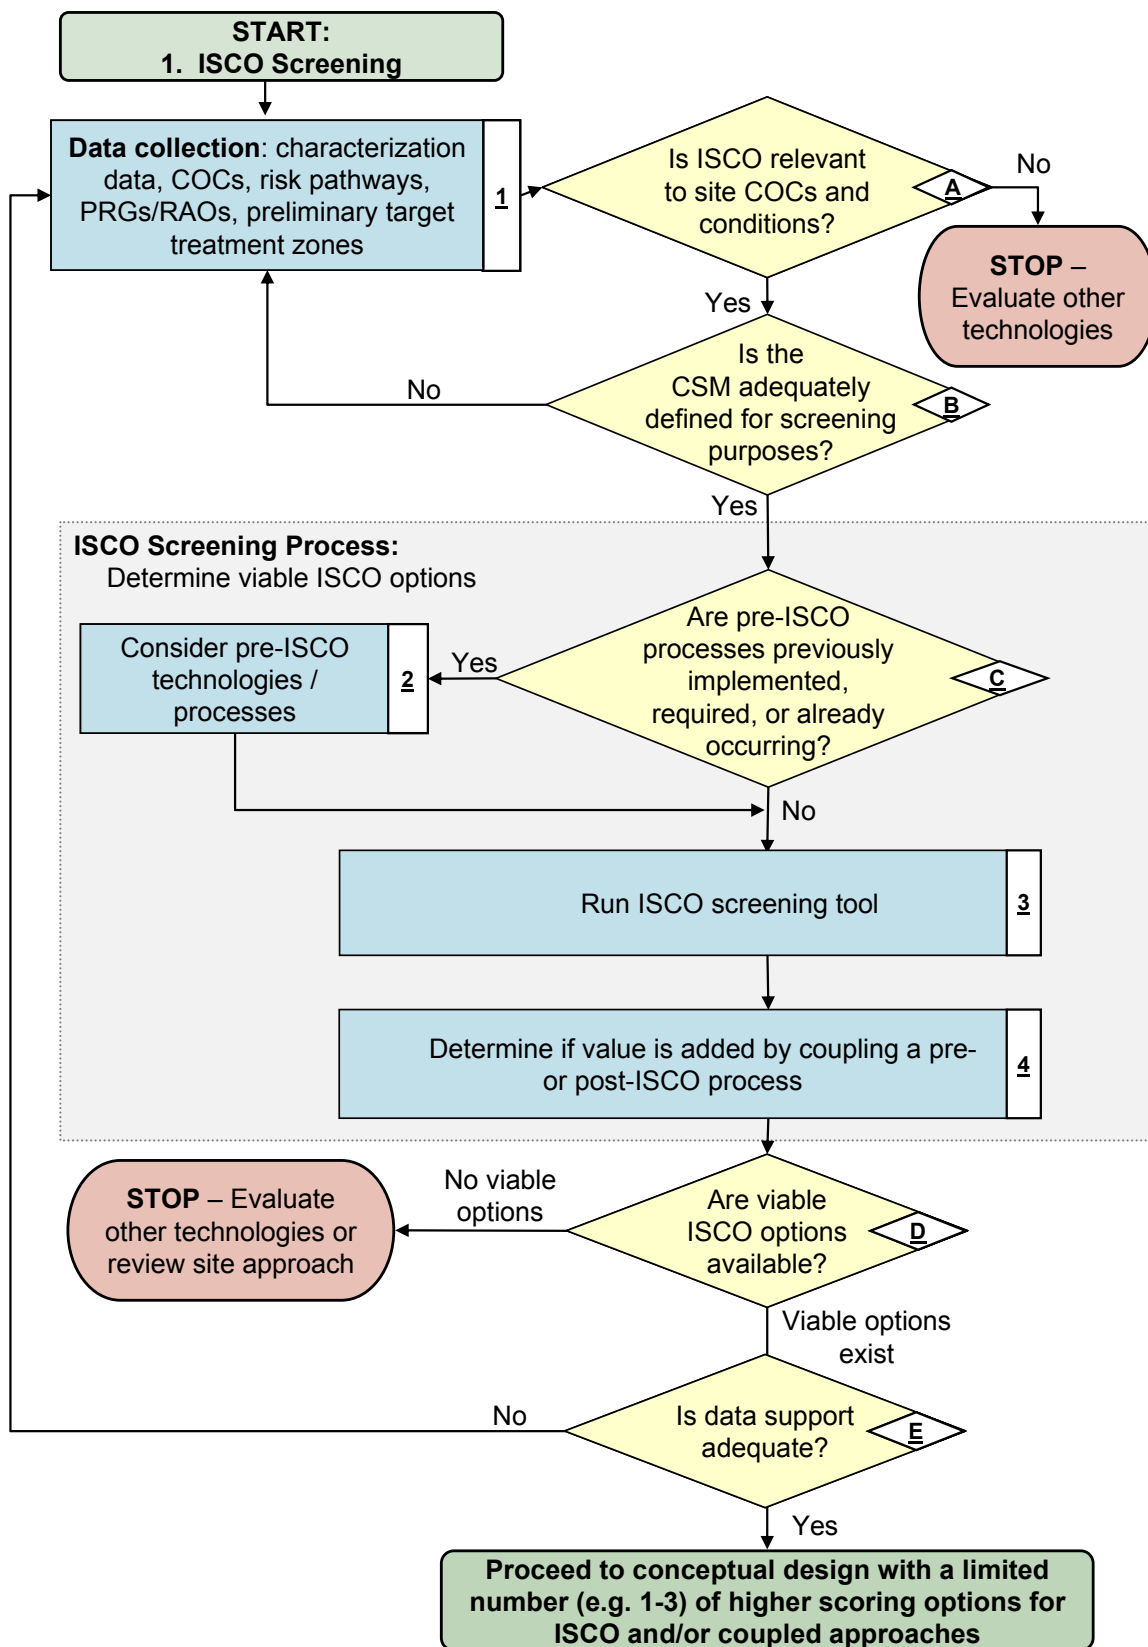 START:
1. ISCO Screening
Data collection: characterization
data, COCs, risk pathways,
PRGs/RAOs, preliminary target
treatment zones
1
Is ISCO relevant
to site COCs and
conditions?
A
No
STOP –
Evaluate other
technologies
Yes
Is the
CSM adequately
defined for screening
purposes?
B
No
Yes
ISCO Screening Process:
Determine viable ISCO options
Are pre-ISCO
processes previously
implemented,
required, or already
occurring?
C
Yes
Consider pre-ISCO
technologies /
processes
2
No
Run ISCO screening tool
3
Determine if value is added by coupling a pre-
or post-ISCO process
4
Are viable
ISCO options
available?
D
No viable
options
STOP – Evaluate
other technologies or
review site approach
Viable options
exist
Is data support
adequate?
E
No
Yes
Proceed to conceptual design with a limited
number (e.g. 1-3) of higher scoring options for
ISCO and/or coupled approaches